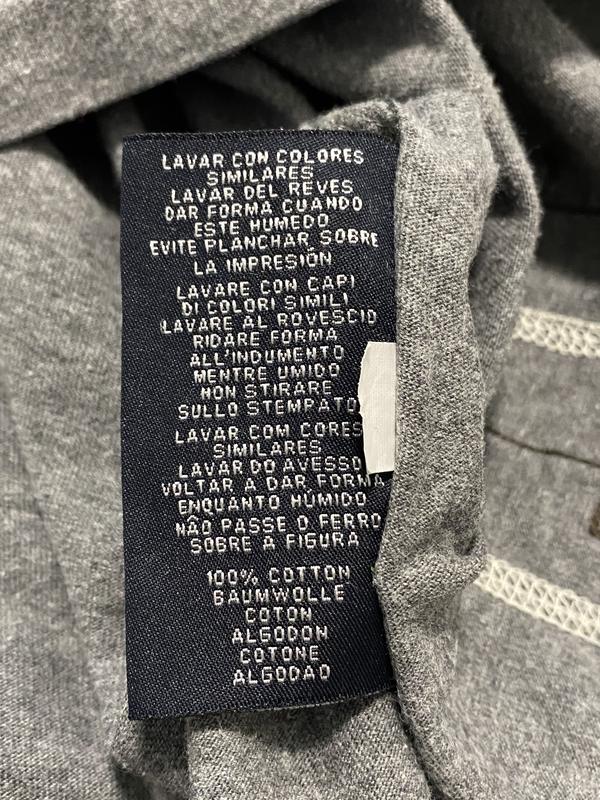 LAVAR CON COLORES
SIMILARES
LAVAR DEL REVES
DAR FORMA CUANDO
ESTE HUMEDO
EVITE PLANCHAR SOBRE
LA IMPRESIÓN
LAVARE CON CAPI
DI COLORI SIMILI
LAVARE AL ROVESCIO
RIDARE FORMA
ALL'INDUMENTO
MENTRE UMIDO
NON STIRARE
SULLO STEMPATO
LAVAR COM CORES
SIMILARES
LAVAR DO AVESSO
VOLTAR A DAR FORMA
ENQUANTO HÚMIDO
NÃO PASSE O FERRO
SOBRE A FIGURA
100% COTTON
BAUMWOLLE
COTON
ALGODON
COTONE
ALGODAO